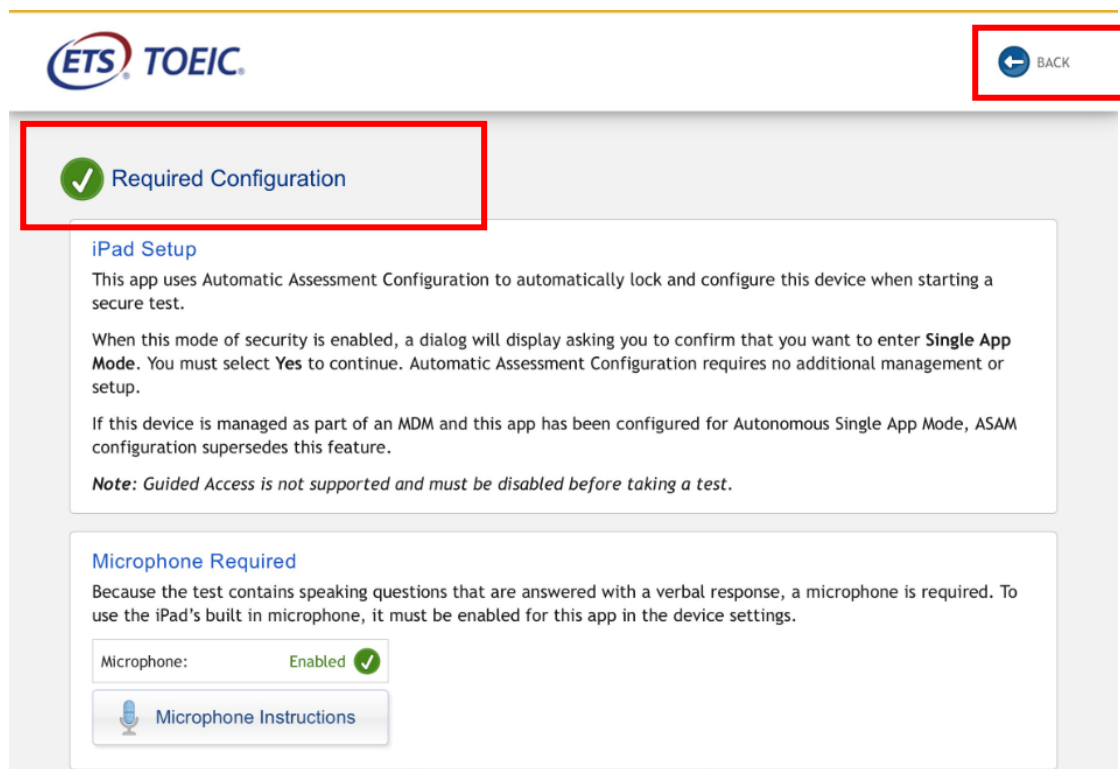 ETS® TOEIC®
BACK
Required Configuration
iPad Setup
This app uses Automatic Assessment Configuration to automatically lock and configure this device when starting a
secure test.
When this mode of security is enabled, a dialog will display asking you to confirm that you want to enter Single App
Mode. You must select Yes to continue. Automatic Assessment Configuration requires no additional management or
setup.
If this device is managed as part of an MDM and this app has been configured for Autonomous Single App Mode, ASAM
configuration supersedes this feature.
Note: Guided Access is not supported and must be disabled before taking a test.
Microphone Required
Because the test contains speaking questions that are answered with a verbal response, a microphone is required. To
use the iPad's built in microphone, it must be enabled for this app in the device settings.
Microphone: Enabled
Microphone Instructions